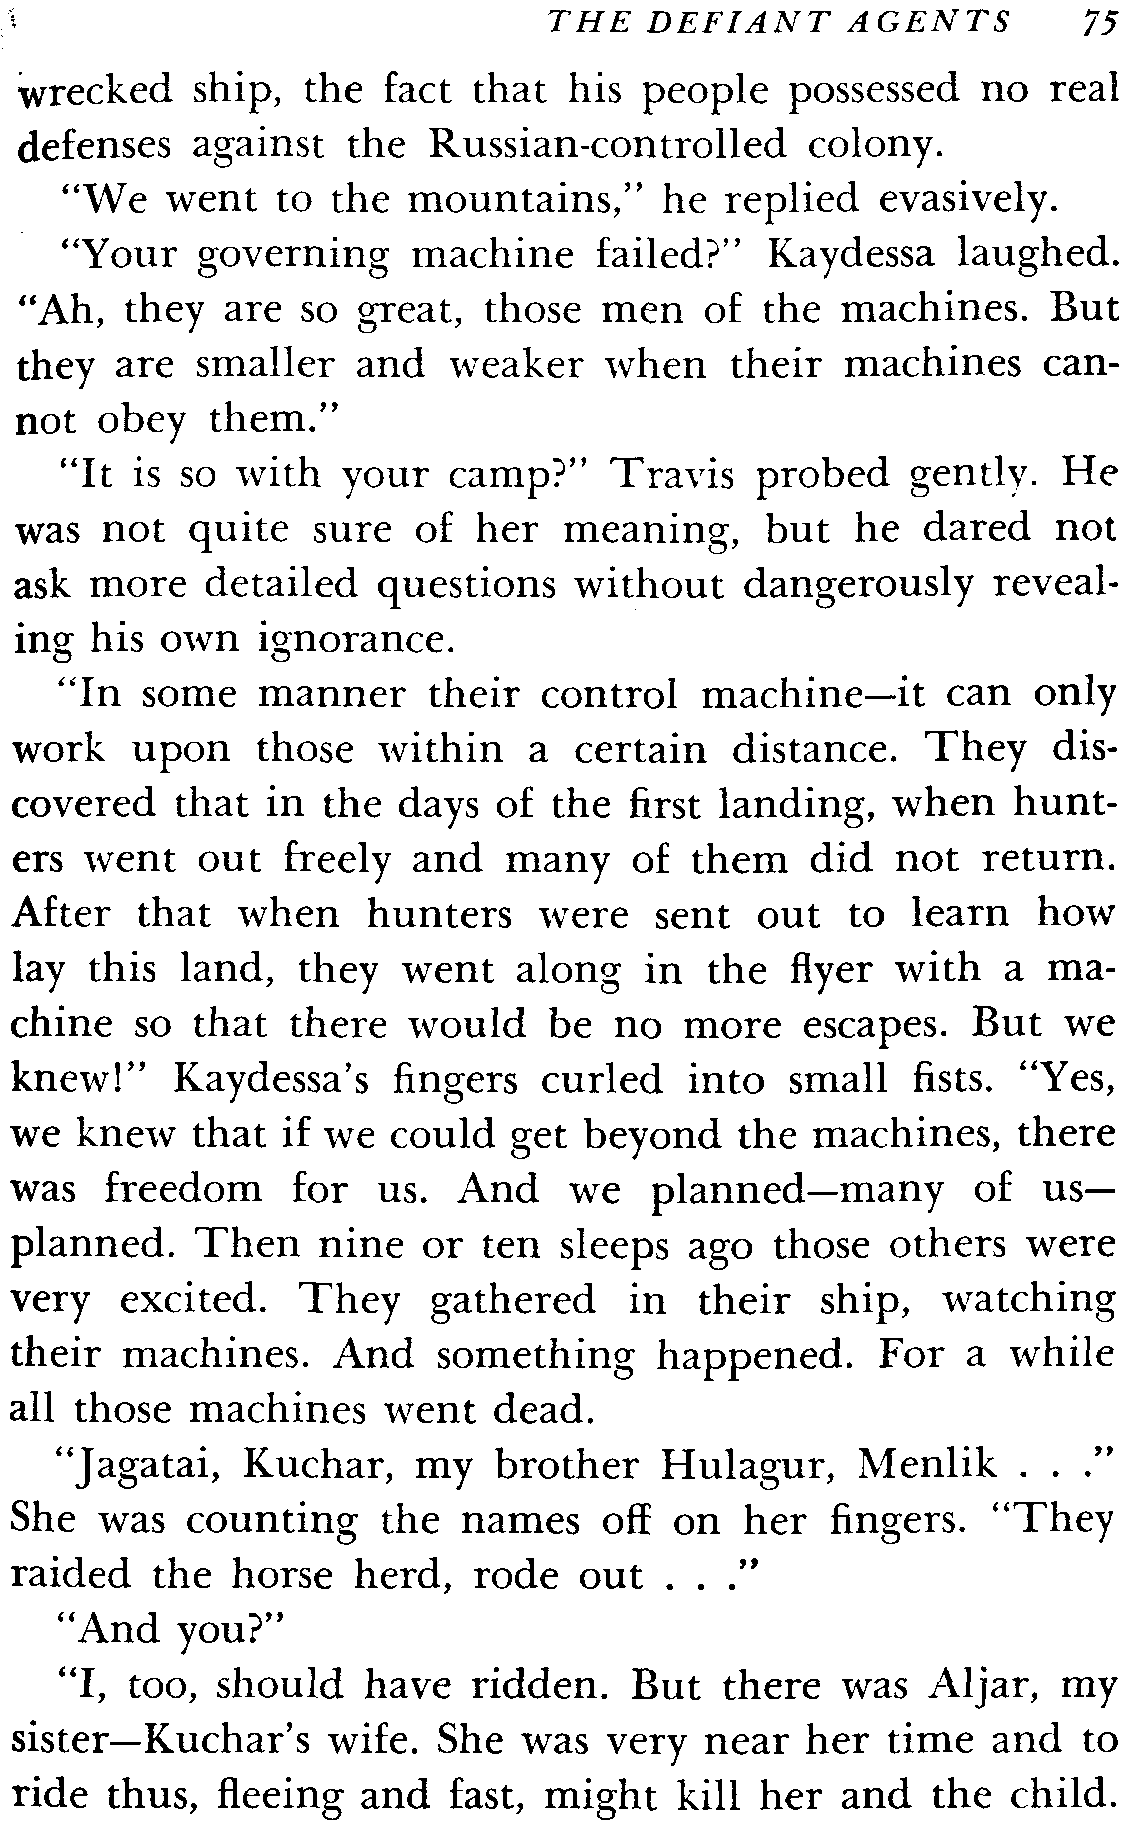 THE DEFIANT AGENTS 75
wrecked ship, the fact that his people possessed no real
defenses against the Russian-controlled colony.
“We went to the mountains,” he replied evasively.
“Your governing machine failed?” Kaydessa laughed.
“Ah, they are so great, those men of the machines. But
they are smaller and weaker when their machines can-
not obey them.”
“It is so with your camp?” Travis probed gently. He
was not quite sure of her meaning, but he dared not
ask more detailed questions without dangerously reveal-
ing his own ignorance.
“In some manner their control machine—it can only
work upon those within a certain distance. They dis-
covered that in the days of the first landing, when hunt-
ers went out freely and many of them did not return.
After that when hunters were sent out to learn how
lay this land, they went along in the flyer with a ma-
chine so that there would be no more escapes. But we
knew!” Kaydessa’s fingers curled into small fists. “Yes,
we knew that if we could get beyond the machines, there
was freedom for us. And we planned—many of us—
planned. Then nine or ten sleeps ago those others were
very excited. They gathered in their ship, watching
their machines. And something happened. For a while
all those machines went dead.
“Jagatai, Kuchar, my brother Hulagur, Menlik . . .”
She was counting the names off on her fingers. “They
raided the horse herd, rode out . . .”
“And you?”
“I, too, should have ridden. But there was Aljar, my
sister—Kuchar’s wife. She was very near her time and to
ride thus, fleeing and fast, might kill her and the child.